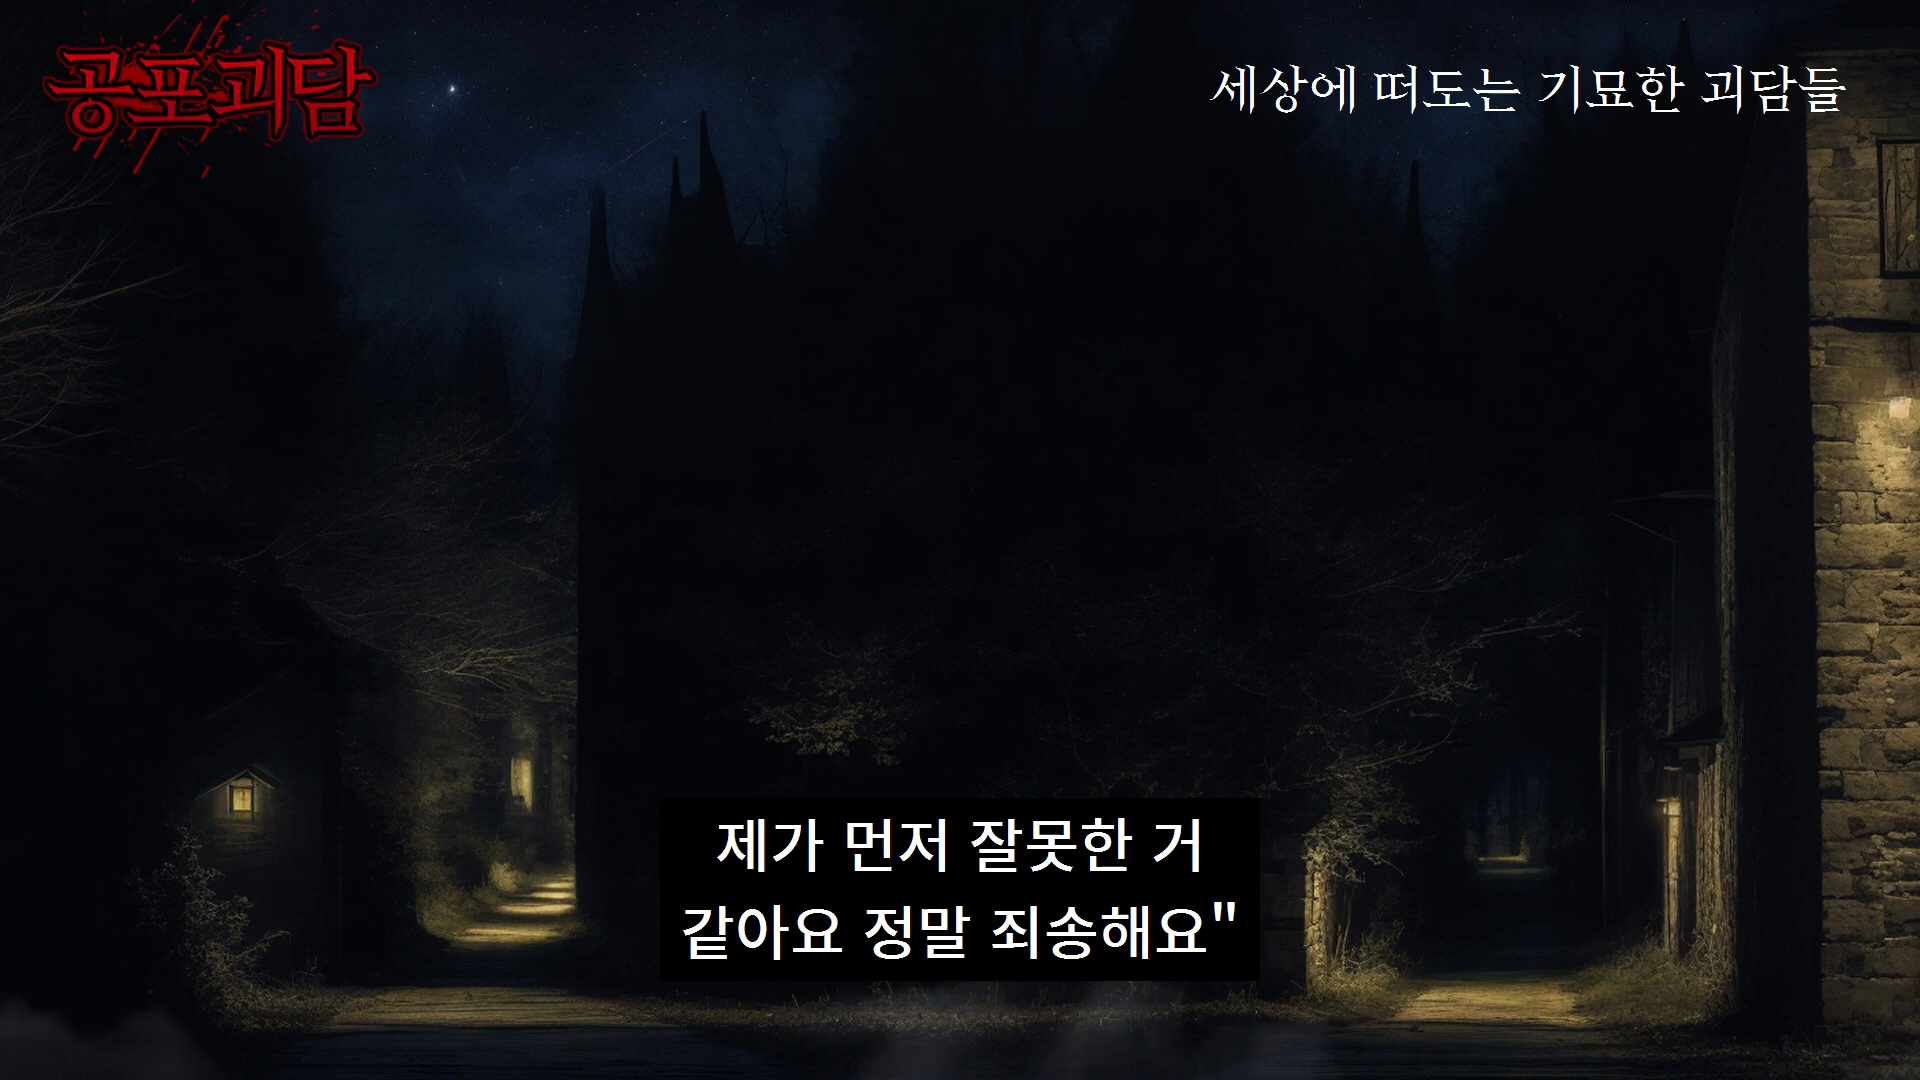 공포괴담
세상에 떠도는 기묘한 괴담들
제가 먼저 잘못한 거
같아요 정말 죄송해요"